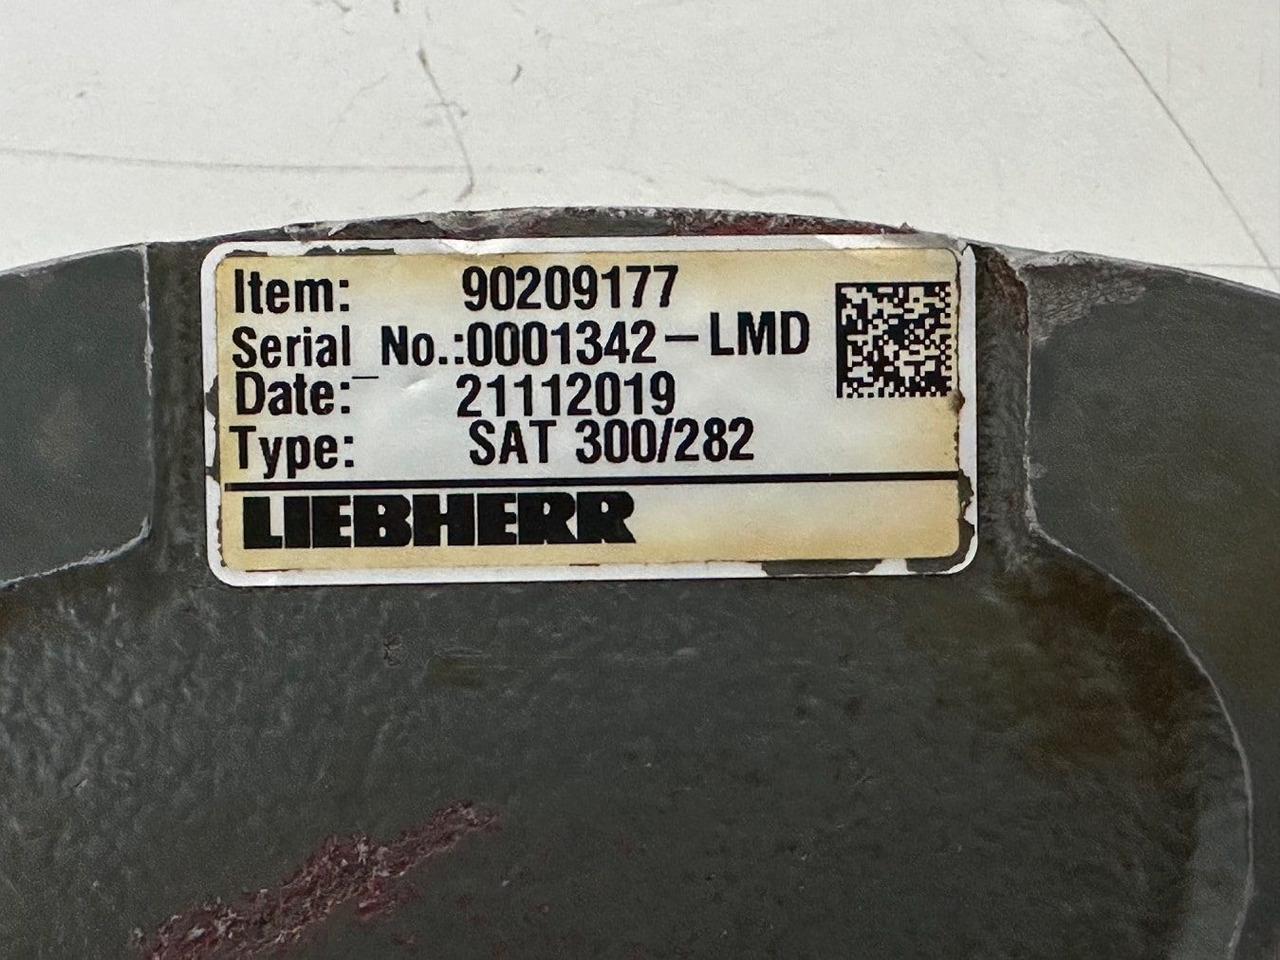 Item: 90209177
Serial No.:0001342-LMD
Date: 21112019
Type: SAT 300/282
LIEBHERR